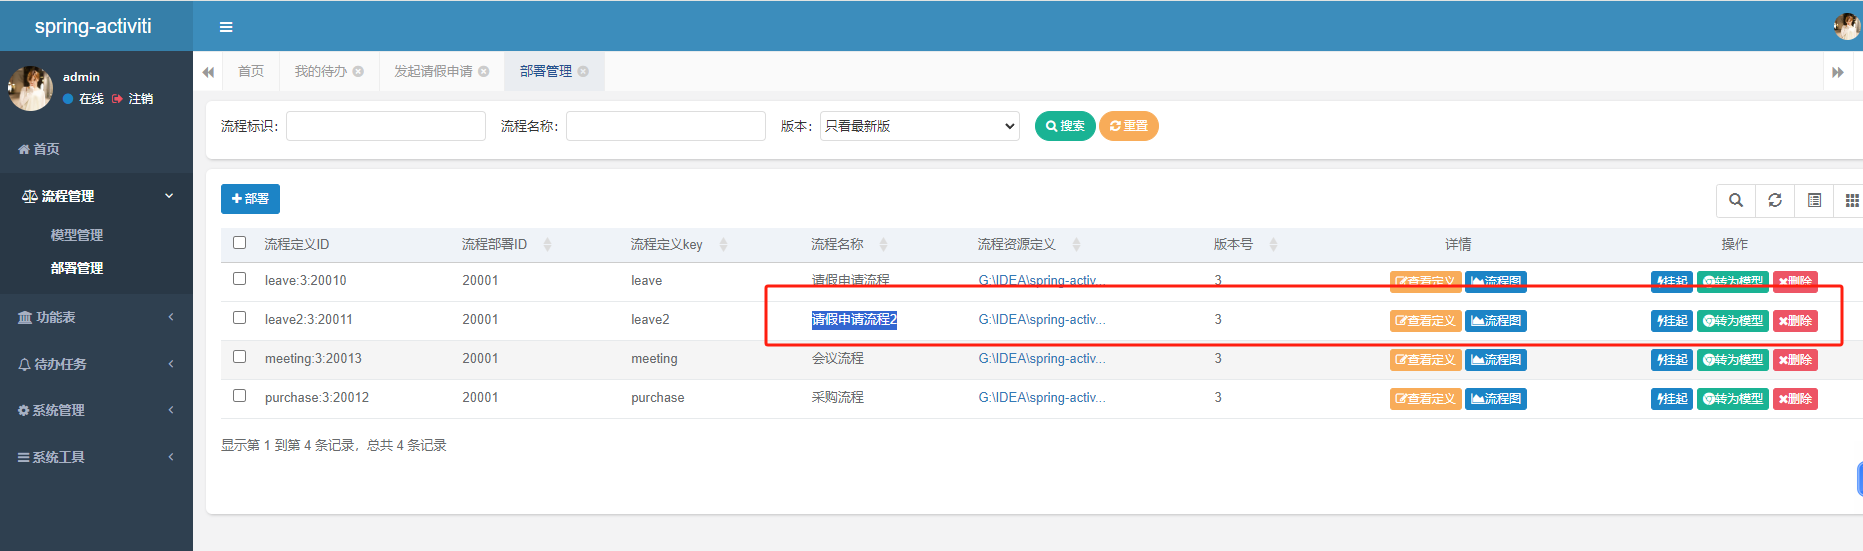 spring-activiti
admin
在线 注销
首页 我的待办 发起请假申请 部署管理
首页
流程管理
模型管理
部署管理
功能表
待办任务
系统管理
系统工具
流程标识： 流程名称： 版本： 只看最新版 搜索 重置
部署
流程定义ID 流程部署ID 流程定义key 流程名称 流程资源定义 版本号 详情 操作
leave:3:20010 20001 leave 请假申请流程 G:\IDEA\spring-activ... 3 查看定义 流程图 挂起 转为模型 删除
leave2:3:20011 20001 leave2 请假申请流程2 G:\IDEA\spring-activ... 3 查看定义 流程图 挂起 转为模型 删除
meeting:3:20013 20001 meeting 会议流程 G:\IDEA\spring-activ... 3 查看定义 流程图 挂起 转为模型 删除
purchase:3:20012 20001 purchase 采购流程 G:\IDEA\spring-activ... 3 查看定义 流程图 挂起 转为模型 删除
显示第 1 到第 4 条记录，总共 4 条记录